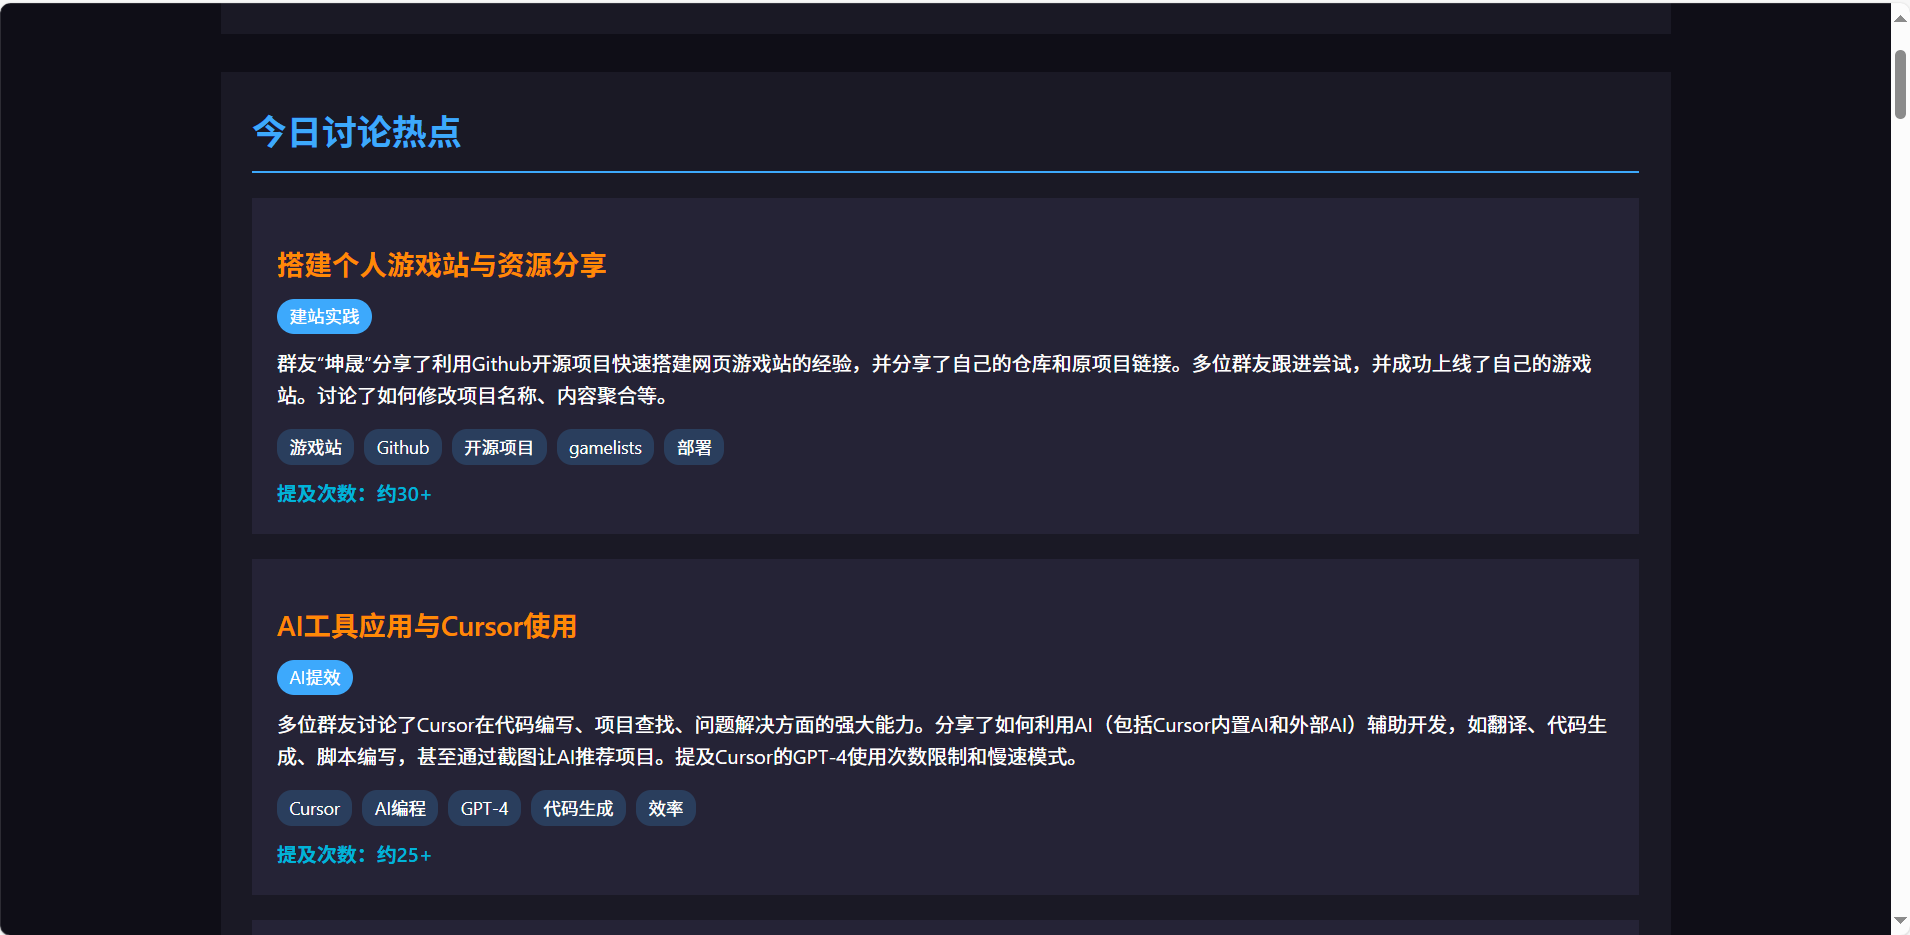 今日讨论热点
搭建个人游戏站与资源分享
建站实践
群友“坤晟”分享了利用Github开源项目快速搭建网页游戏站的经验，并分享了自己的仓库和原项目链接。多位群友跟进尝试，并成功上线了自己的游戏
站。讨论了如何修改项目名称、内容聚合等。
游戏站 Github 开源项目 gamelists 部署
提及次数：约30+
AI工具应用与Cursor使用
AI提效
多位群友讨论了Cursor在代码编写、项目查找、问题解决方面的强大能力。分享了如何利用AI（包括Cursor内置AI和外部AI）辅助开发，如翻译、代码生
成、脚本编写，甚至通过截图让AI推荐项目。提及Cursor的GPT-4使用次数限制和慢速模式。
Cursor AI编程 GPT-4 代码生成 效率
提及次数：约25+